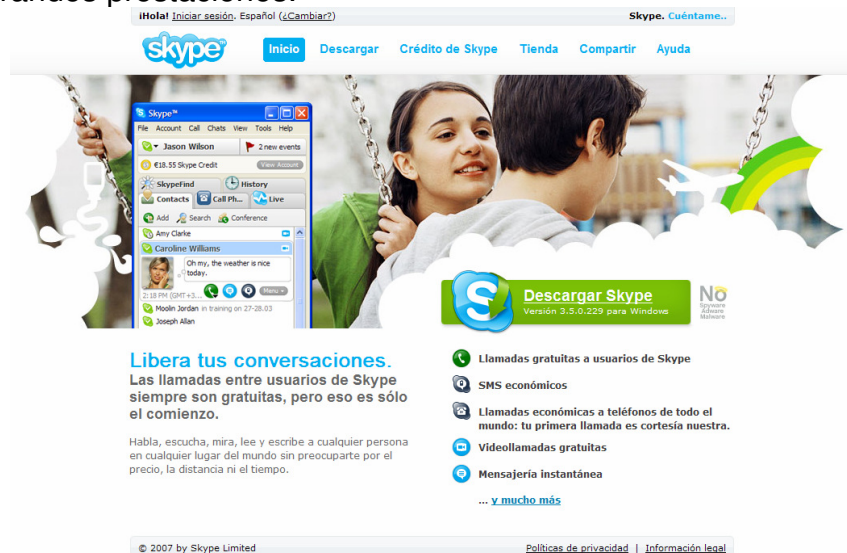 randes prestaciones.
¡Hola! Iniciar sesión. Español (¿Cambiar?)
Skype. Cuéntame..
skype
Inicio
Descargar
Crédito de Skype
Tienda
Compartir
Ayuda
Skype™
File Account Call Chats View Tools Help
Jason Wilson
2 new events
€18.55 Skype Credit
View Account
SkypeFind
History
Contacts
Call Ph...
Live
Add Search Conference
Amy Clarke
Caroline Williams
Oh my, the weather is nice
today.
2:18 PM (GMT +3...
Menu
Moolin Jordan in training on 27-28.03
Joseph Allan
Descargar Skype
Versión 3.5.0.229 para Windows
No
Spyware
Adware
Malware
Libera tus conversaciones.
Las llamadas entre usuarios de Skype
siempre son gratuitas, pero eso es sólo
el comienzo.
Habla, escucha, mira, lee y escribe a cualquier persona
en cualquier lugar del mundo sin preocuparte por el
precio, la distancia ni el tiempo.
Llamadas gratuitas a usuarios de Skype
SMS económicos
Llamadas económicas a teléfonos de todo el
mundo: tu primera llamada es cortesía nuestra.
Videollamadas gratuitas
Mensajería instantánea
... y mucho más
© 2007 by Skype Limited
Políticas de privacidad | Información legal